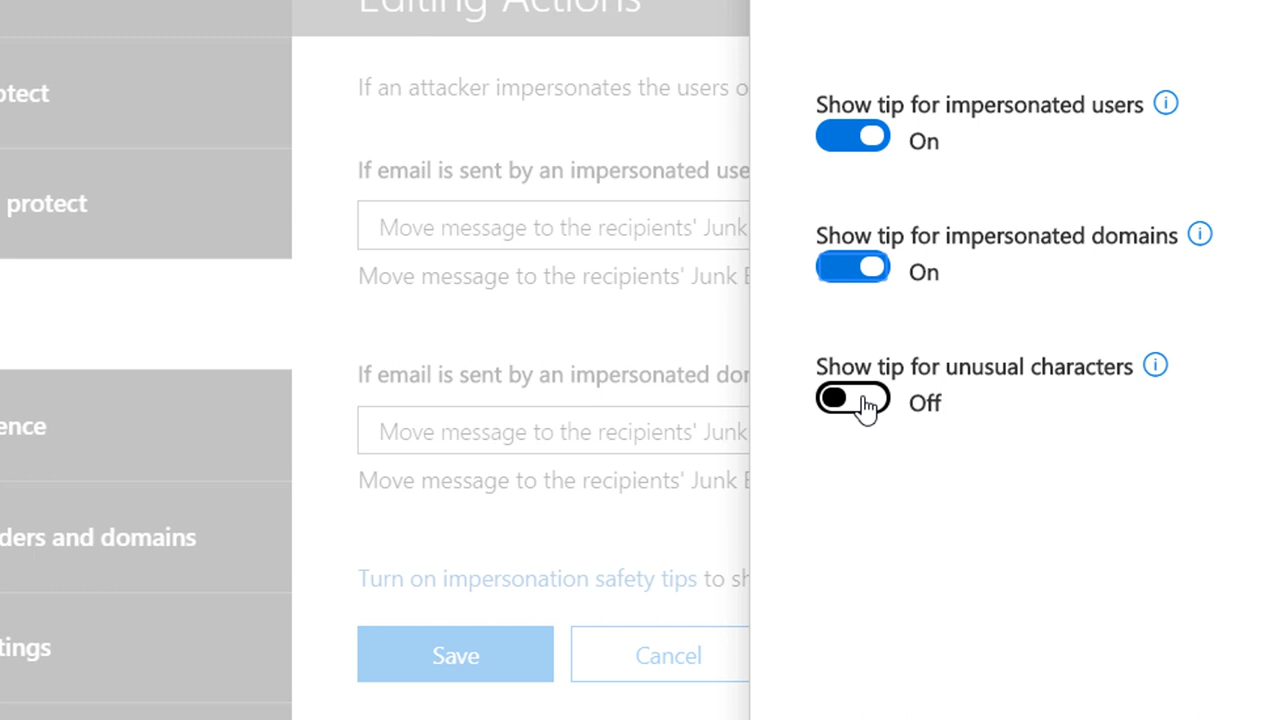 Editing Actions
otect
protect
ence
ders and domains
tings
If an attacker impersonates the users o
If email is sent by an impersonated use
Move message to the recipients' Junk
Move message to the recipients' Junk E
If email is sent by an impersonated dor
Move message to the recipients' Junk
Move message to the recipients' Junk E
Turn on impersonation safety tips to sh
Save
Cancel
Show tip for impersonated users
On
Show tip for impersonated domains
On
Show tip for unusual characters
Off